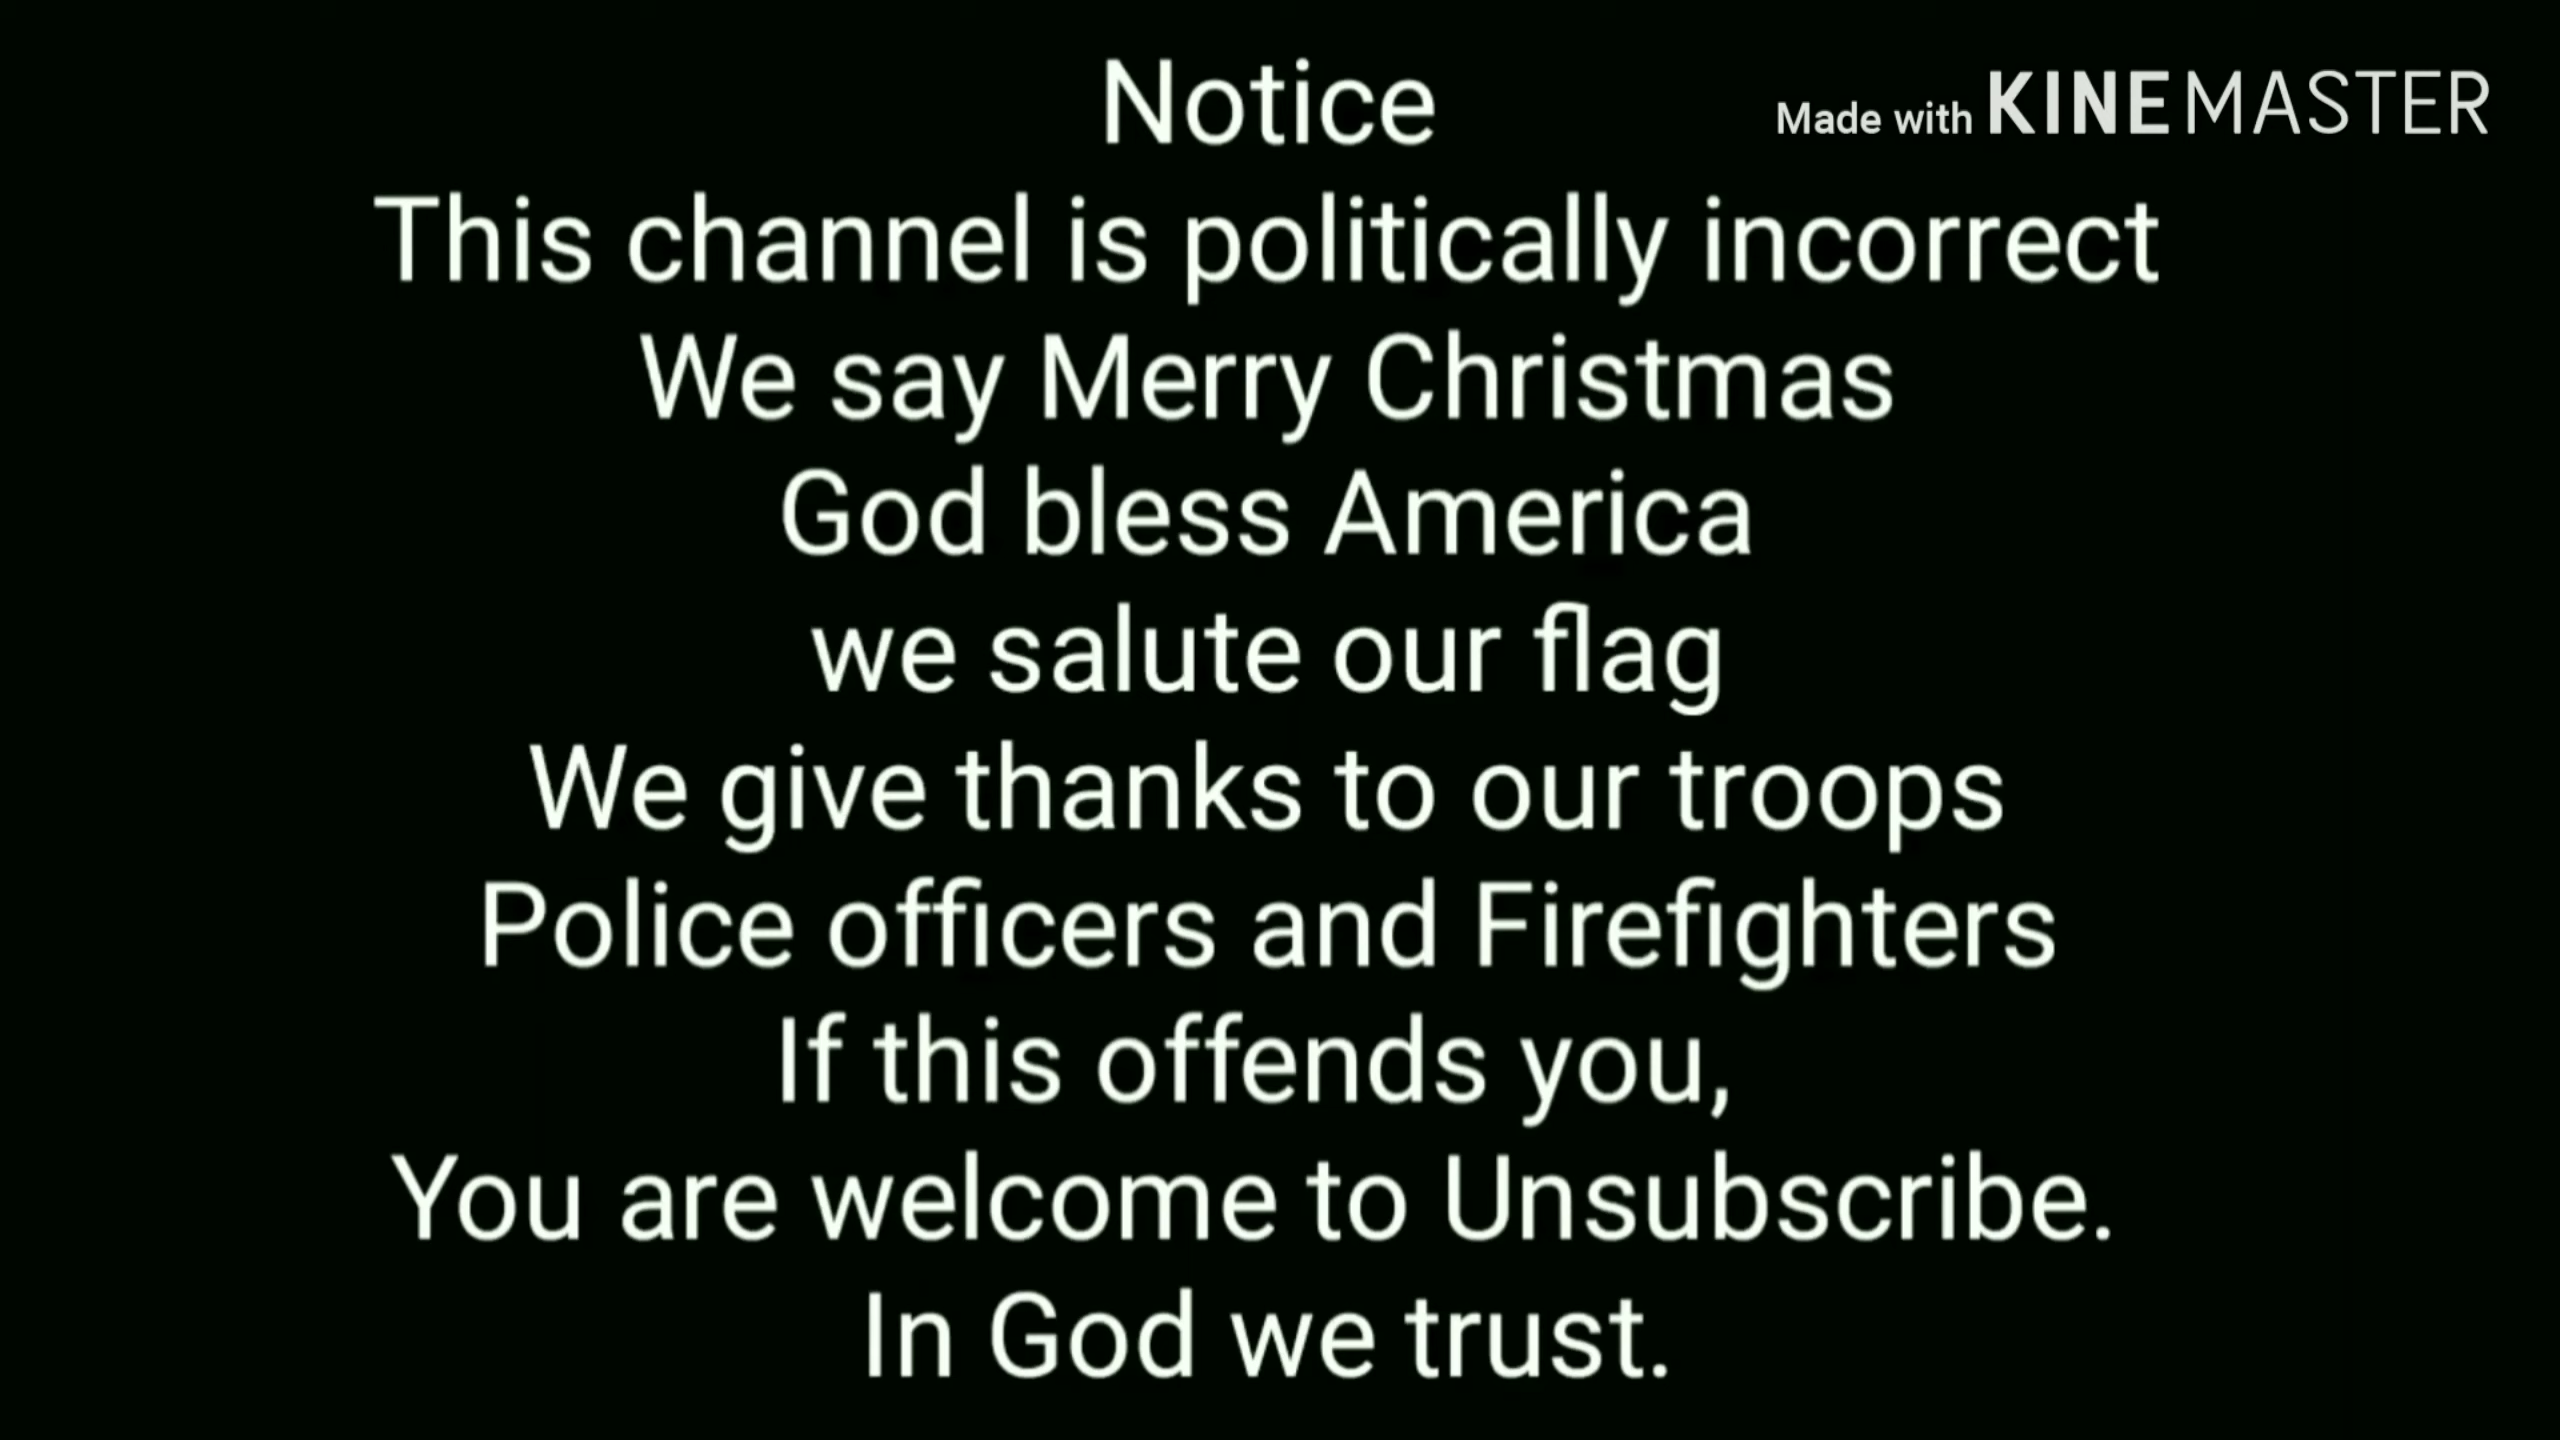 Notice
Made with KINEMASTER
This channel is politically incorrect
We say Merry Christmas
God bless America
we salute our flag
We give thanks to our troops
Police officers and Firefighters
If this offends you,
You are welcome to Unsubscribe.
In God we trust.